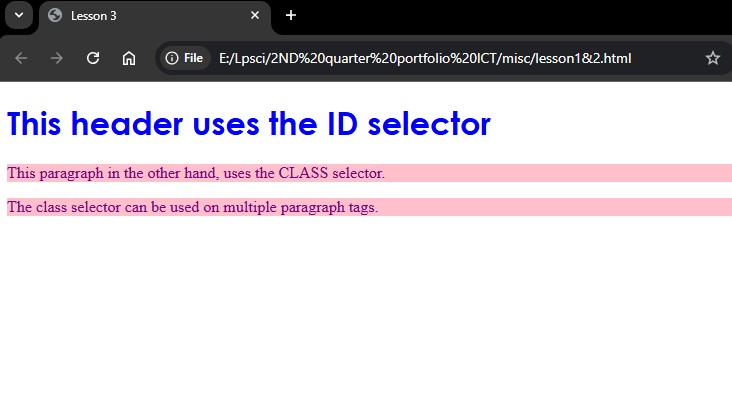 Lesson 3
File
E:/Lpsci/2ND%20quarter%20portfolio%20ICT/misc/lesson1&2.html
This header uses the ID selector
This paragraph in the other hand, uses the CLASS selector.
The class selector can be used on multiple paragraph tags.